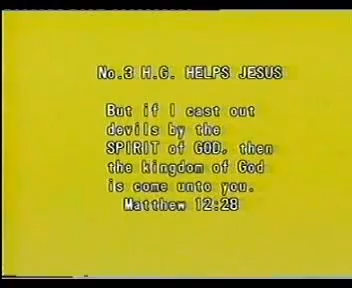 No.3 H.G. HELPS JESUS
But if I cast out
devils by the
SPIRIT of GOD, then
the kingdom of God
is come unto you.
Matthew 12:28